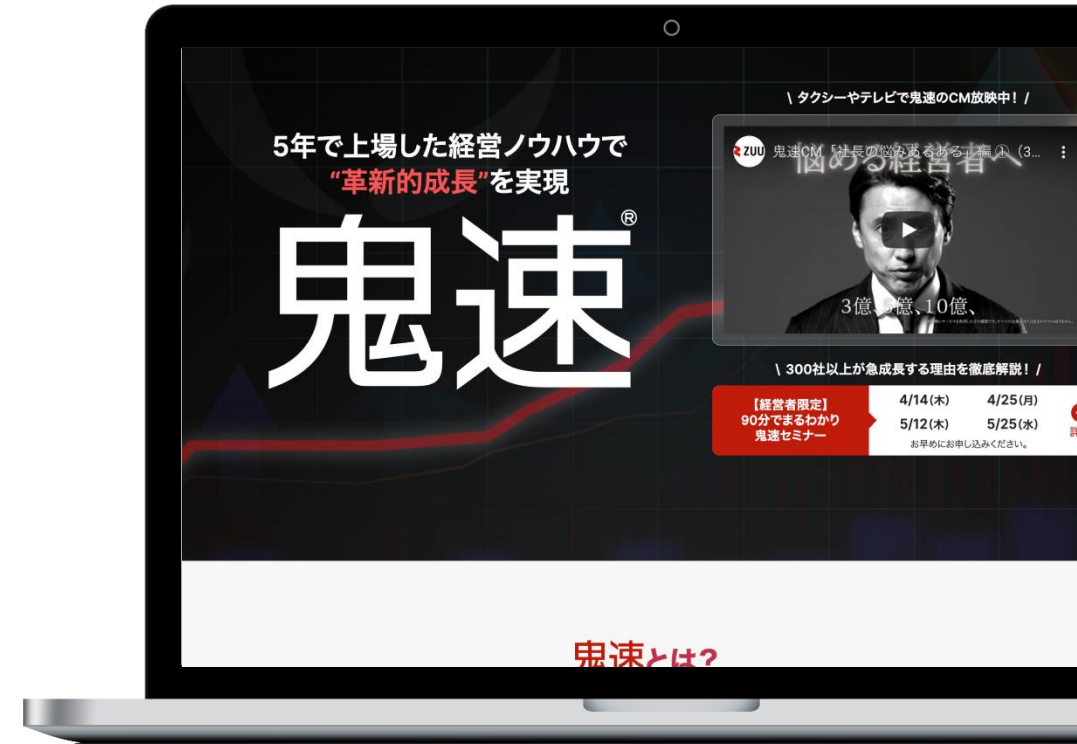 5年で上場した経営ノウハウで
“革新的成長”を実現
鬼速®
\ タクシーやテレビで鬼速のCM放映中! /
ZUU 鬼速CM「社長の悩みあるある」編①（3...
悩める経営者へ
3億、5億、10億、
\ 300社以上が急成長する理由を徹底解説! /
【経営者限定】
90分でまるわかり
鬼速セミナー
4/14(木) 4/25(月)
5/12(木) 5/25(水)
お早めにお申し込みください。
鬼速とは?